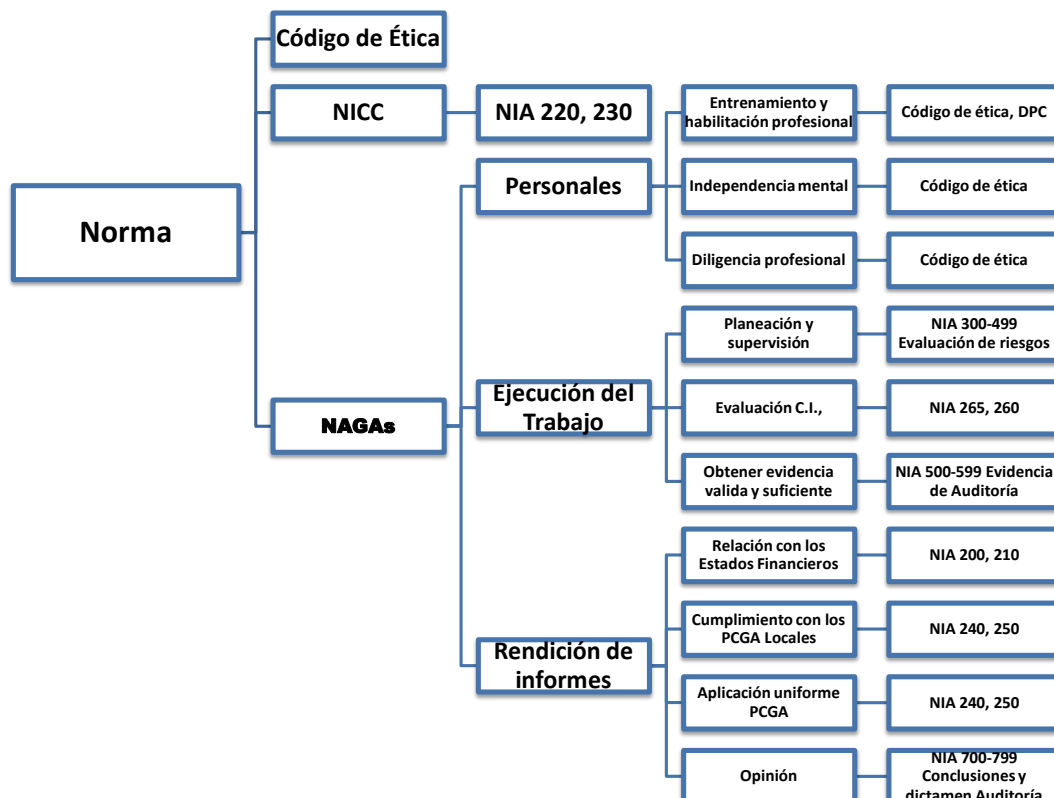 Norma
Código de Ética
NICC
NIA 220, 230
NAGAs
Personales
Entrenamiento y
habilitación profesional
Código de ética, DPC
Independencia mental
Código de ética
Diligencia profesional
Código de ética
Ejecución del
Trabajo
Planeación y
supervisión
NIA 300-499
Evaluación de riesgos
Evaluación C.I.,
NIA 265, 260
Obtener evidencia
valida y suficiente
NIA 500-599 Evidencia
de Auditoría
Rendición de
informes
Relación con los
Estados Financieros
NIA 200, 210
Cumplimiento con los
PCGA Locales
NIA 240, 250
Aplicación uniforme
PCGA
NIA 240, 250
Opinión
NIA 700-799
Conclusiones y
dictamen Auditoría